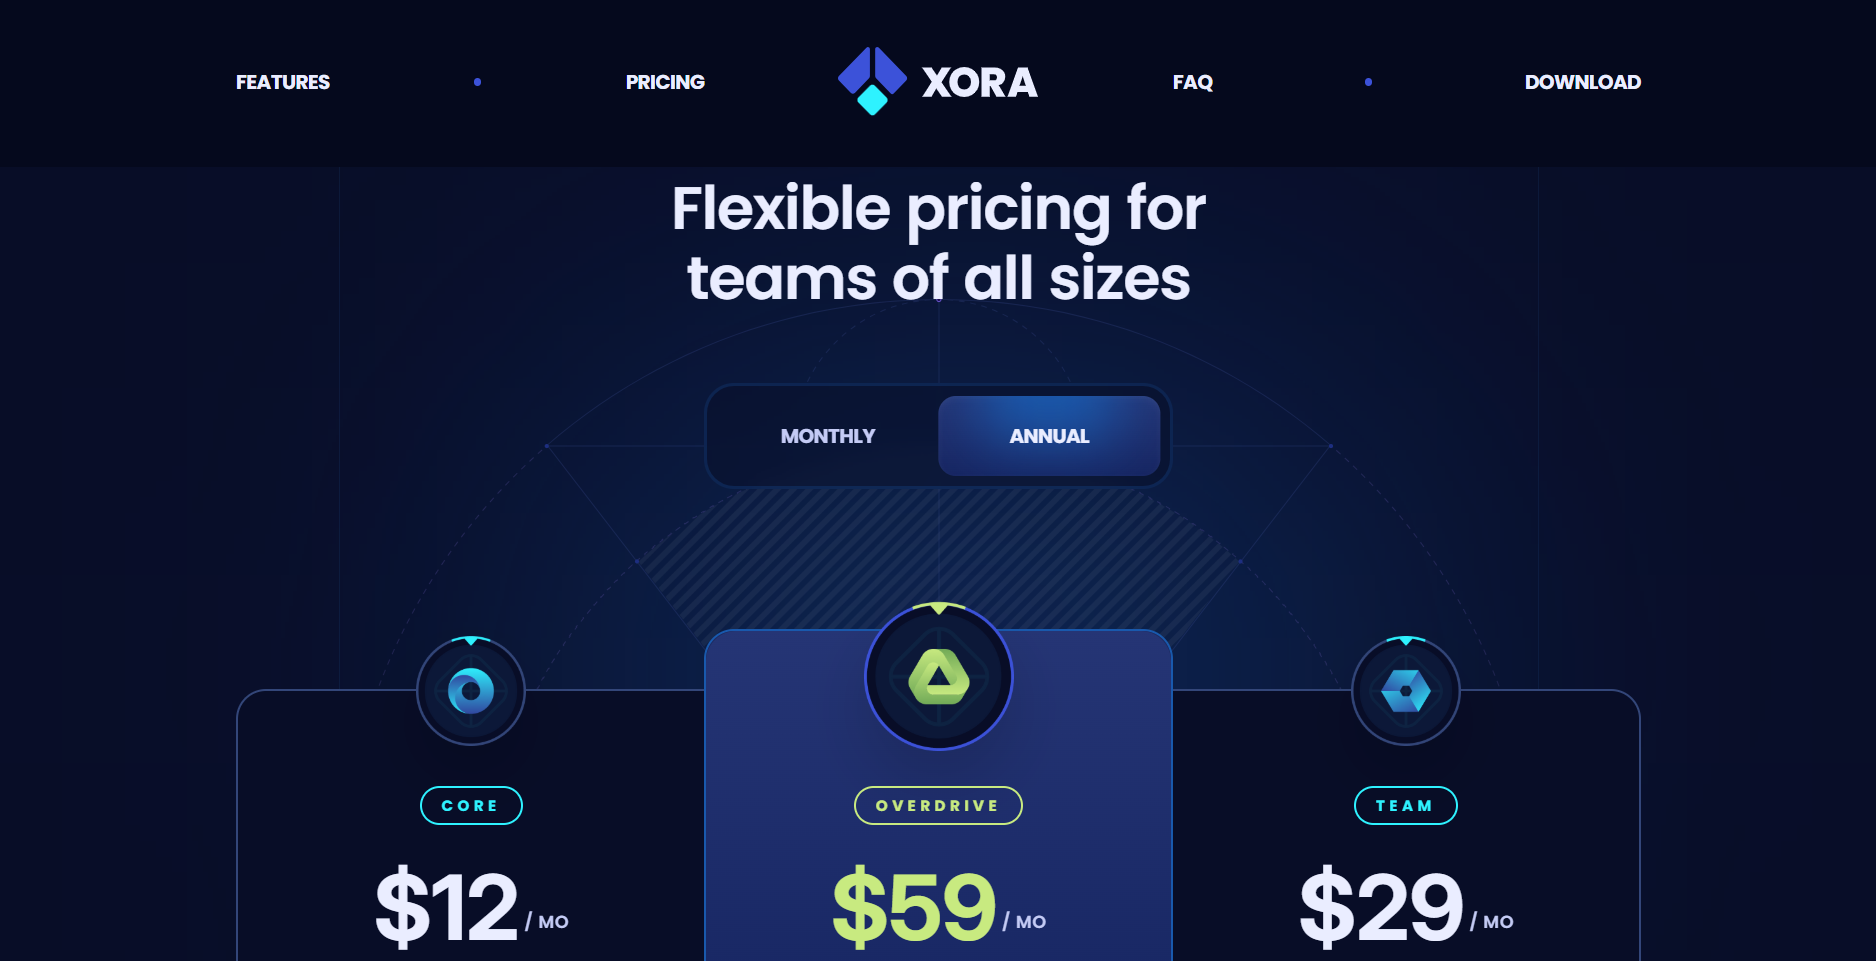 FEATURES
PRICING
XORA
FAQ
DOWNLOAD
Flexible pricing for
teams of all sizes
MONTHLY
ANNUAL
CORE
OVERDRIVE
TEAM
$12 / MO
$59 / MO
$29 / MO